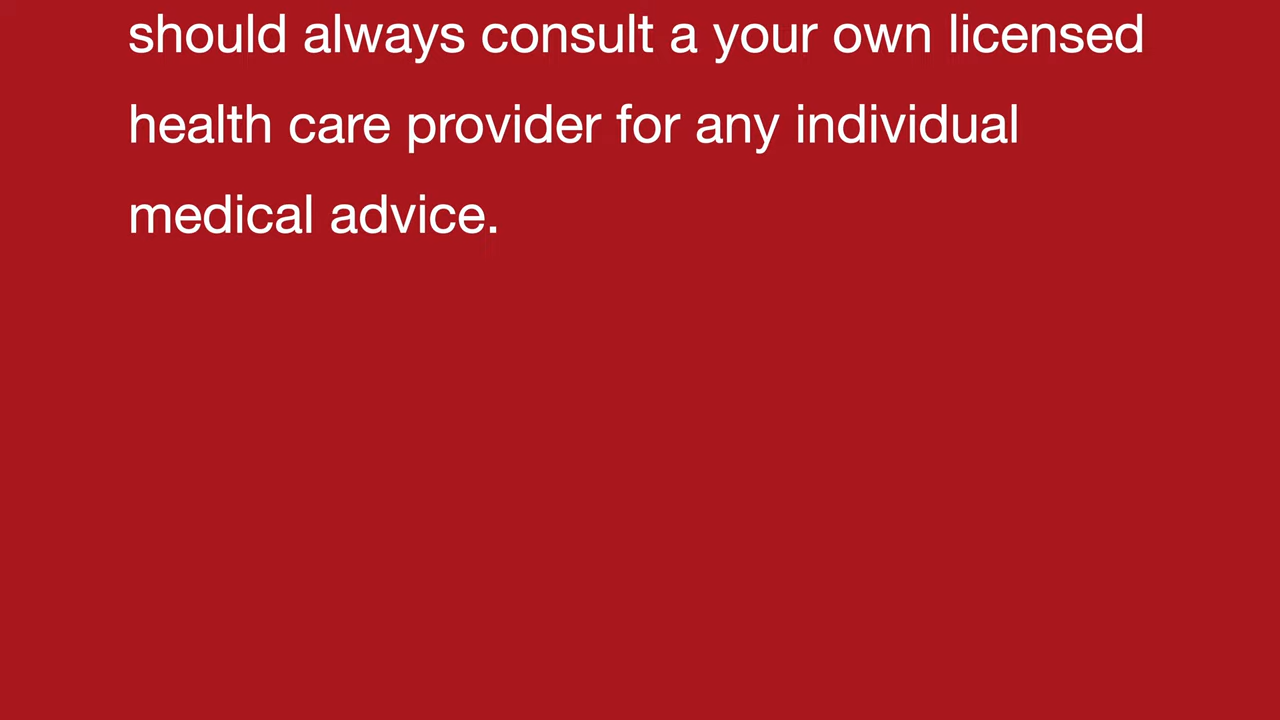 should always consult a your own licensed
health care provider for any individual
medical advice.